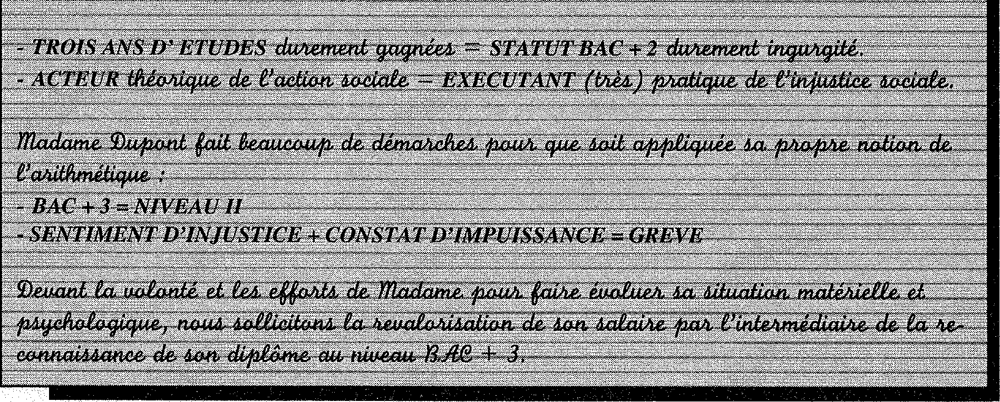 - TROIS ANS D' ETUDES durement gagnées = STATUT BAC + 2 durement ingurgité.
- ACTEUR théorique de l'action sociale = EXECUTANT (très) pratique de l'injustice sociale.
Madame Dupont fait beaucoup de démarches pour que soit appliquée sa propre notion de
l'arithmétique :
- BAC + 3 = NIVEAU II
- SENTIMENT D'INJUSTICE + CONSTAT D'IMPUISSANCE = GREVE
Devant la volonté et les efforts de Madame pour faire évoluer sa situation matérielle et
psychologique, nous sollicitons la revalorisation de son salaire par l'intermédiaire de la re-
connaissance de son diplôme au niveau BAC + 3.